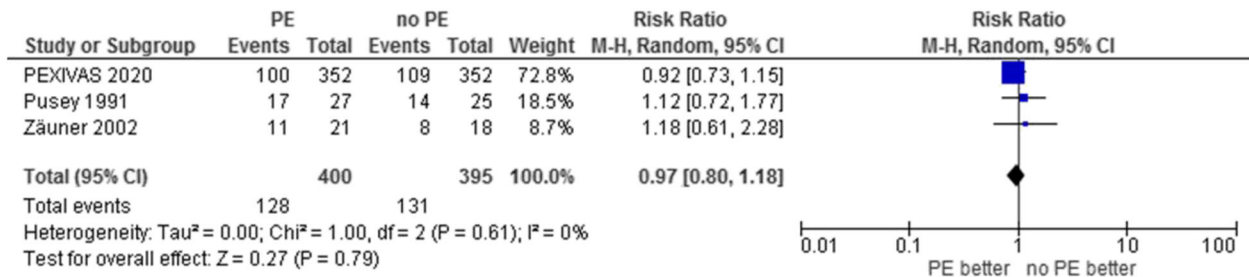 PE no PE Risk Ratio Risk Ratio
Study or Subgroup Events Total Events Total Weight M-H, Random, 95% CI M-H, Random, 95% CI
PEXIVAS 2020 100 352 109 352 72.8% 0.92 [0.73, 1.15]
Pusey 1991 17 27 14 25 18.5% 1.12 [0.72, 1.77]
Zäuner 2002 11 21 8 18 8.7% 1.18 [0.61, 2.28]
Total (95% CI) 400 395 100.0% 0.97 [0.80, 1.18]
Total events 128 131
Heterogeneity: Tau² = 0.00; Chi² = 1.00, df = 2 (P = 0.61); I² = 0%
Test for overall effect: Z = 0.27 (P = 0.79)
0.01 0.1 1 10 100
PE better no PE better